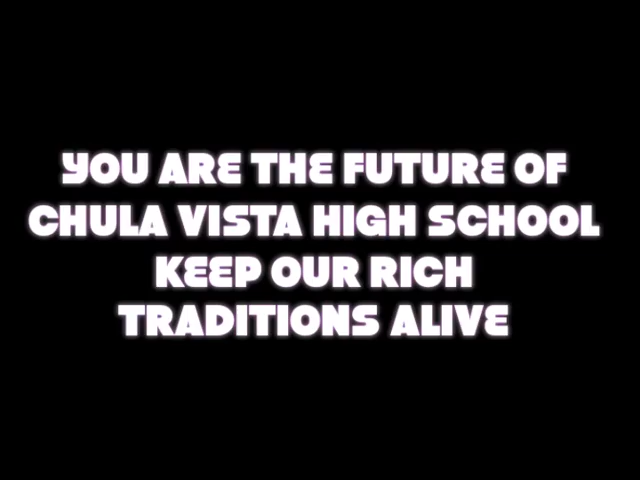 YOU ARE THE FUTURE OF
CHULA VISTA HIGH SCHOOL
KEEP OUR RICH
TRADITIONS ALIVE